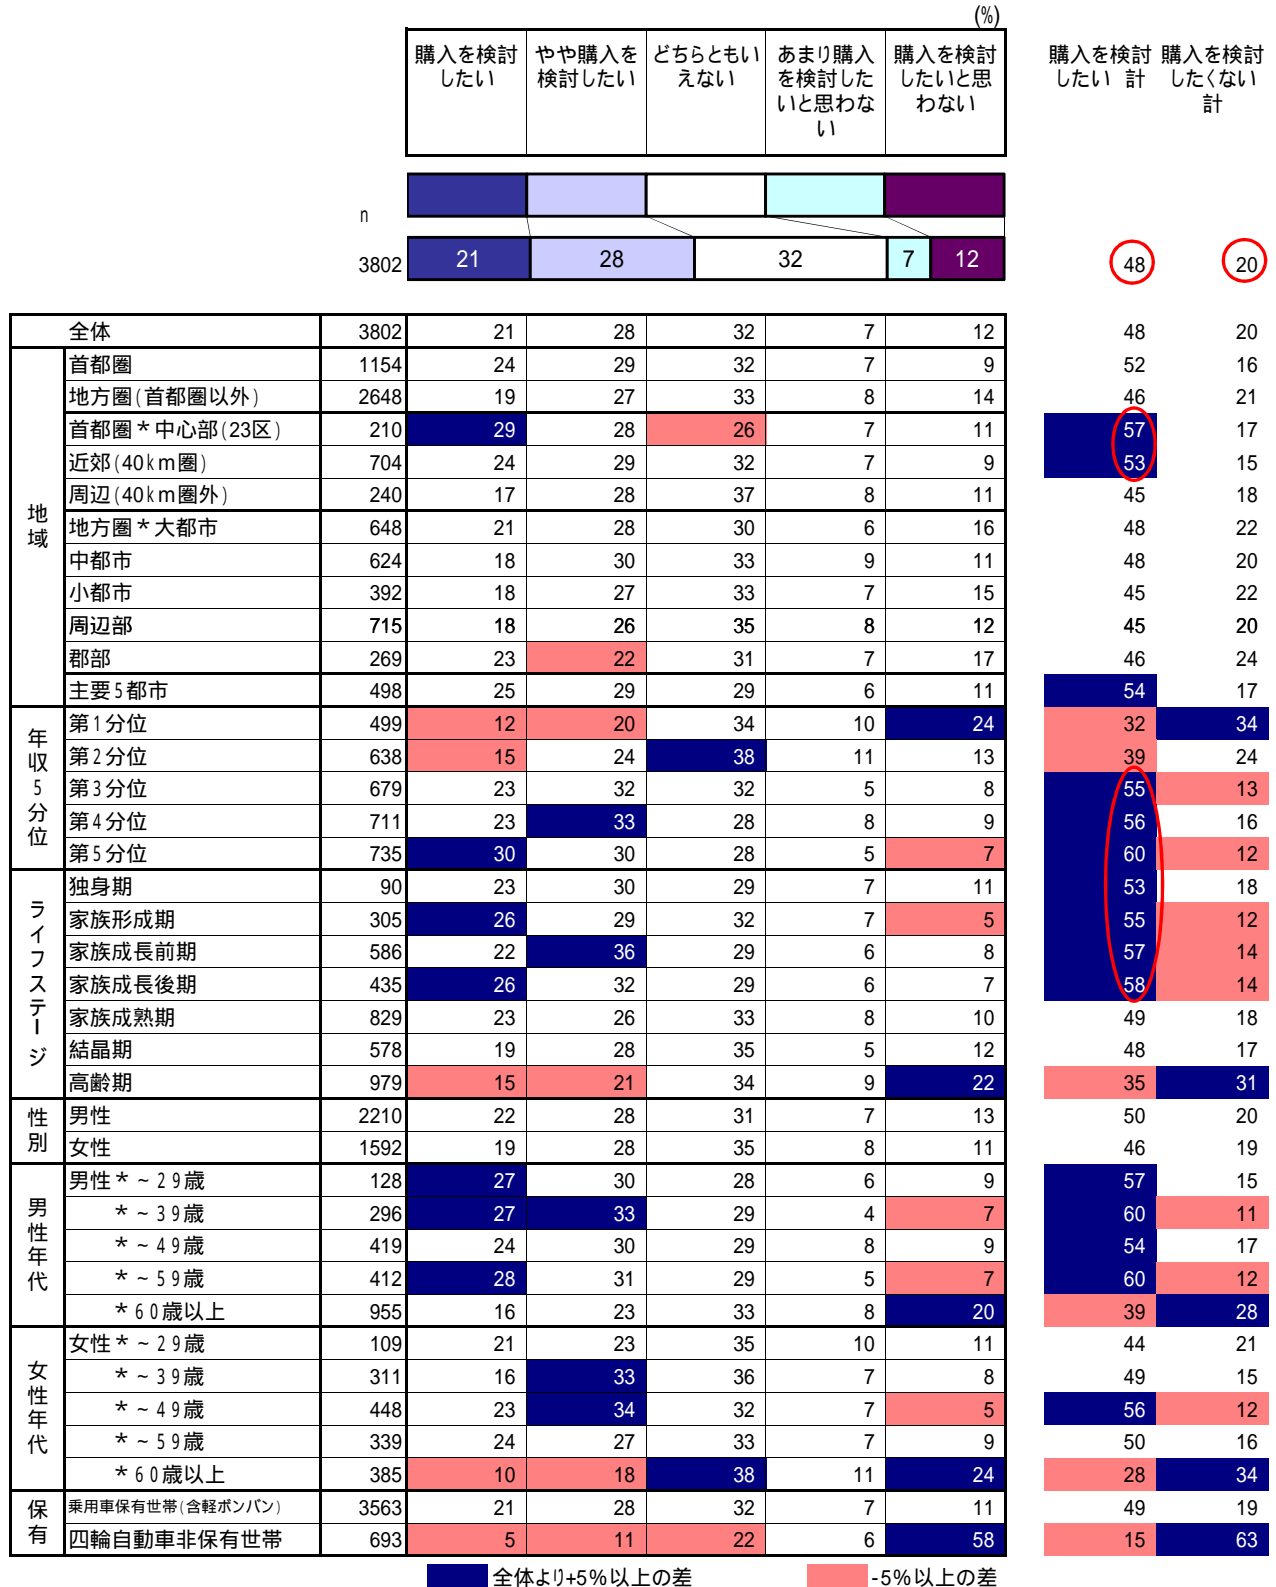 (%)
購入を検討したい やや購入を検討したい どちらともいえない あまり購入を検討したいと思わない 購入を検討したいと思わない 購入を検討したい 計 購入を検討したくない 計
n
3802 21 28 32 7 12 48 20
全体 3802 21 28 32 7 12 48 20
地域
首都圏 1154 24 29 32 7 9 52 16
地方圏(首都圏以外) 2648 19 27 33 8 14 46 21
首都圏*中心部(23区) 210 29 28 26 7 11 57 17
近郊(40km圏) 704 24 29 32 7 9 53 15
周辺(40km圏外) 240 17 28 37 8 11 45 18
地方圏*大都市 648 21 28 30 6 16 48 22
中都市 624 18 30 33 9 11 48 20
小都市 392 18 27 33 7 15 45 22
周辺部 715 18 26 35 8 12 45 20
郡部 269 23 22 31 7 17 46 24
主要5都市 498 25 29 29 6 11 54 17
年収5分位
第1分位 499 12 20 34 10 24 32 34
第2分位 638 15 24 38 11 13 39 24
第3分位 679 23 32 32 5 8 55 13
第4分位 711 23 33 28 8 9 56 16
第5分位 735 30 30 28 5 7 60 12
ライフステージ
独身期 90 23 30 29 7 11 53 18
家族形成期 305 26 29 32 7 5 55 12
家族成長前期 586 22 36 29 6 8 57 14
家族成長後期 435 26 32 29 6 7 58 14
家族成熟期 829 23 26 33 8 10 49 18
結晶期 578 19 28 35 5 12 48 17
高齢期 979 15 21 34 9 22 35 31
性別
男性 2210 22 28 31 7 13 50 20
女性 1592 19 28 35 8 11 46 19
男性年代
男性*~29歳 128 27 30 28 6 9 57 15
*~39歳 296 27 33 29 4 7 60 11
*~49歳 419 24 30 29 8 9 54 17
*~59歳 412 28 31 29 5 7 60 12
*60歳以上 955 16 23 33 8 20 39 28
女性年代
女性*~29歳 109 21 23 35 10 11 44 21
*~39歳 311 16 33 36 7 8 49 15
*~49歳 448 23 34 32 7 5 56 12
*~59歳 339 24 27 33 7 9 50 16
*60歳以上 385 10 18 38 11 24 28 34
保有
乗用車保有世帯(含軽ボンバン) 3563 21 28 32 7 11 49 19
四輪自動車非保有世帯 693 5 11 22 6 58 15 63
全体より+5%以上の差 -5%以上の差